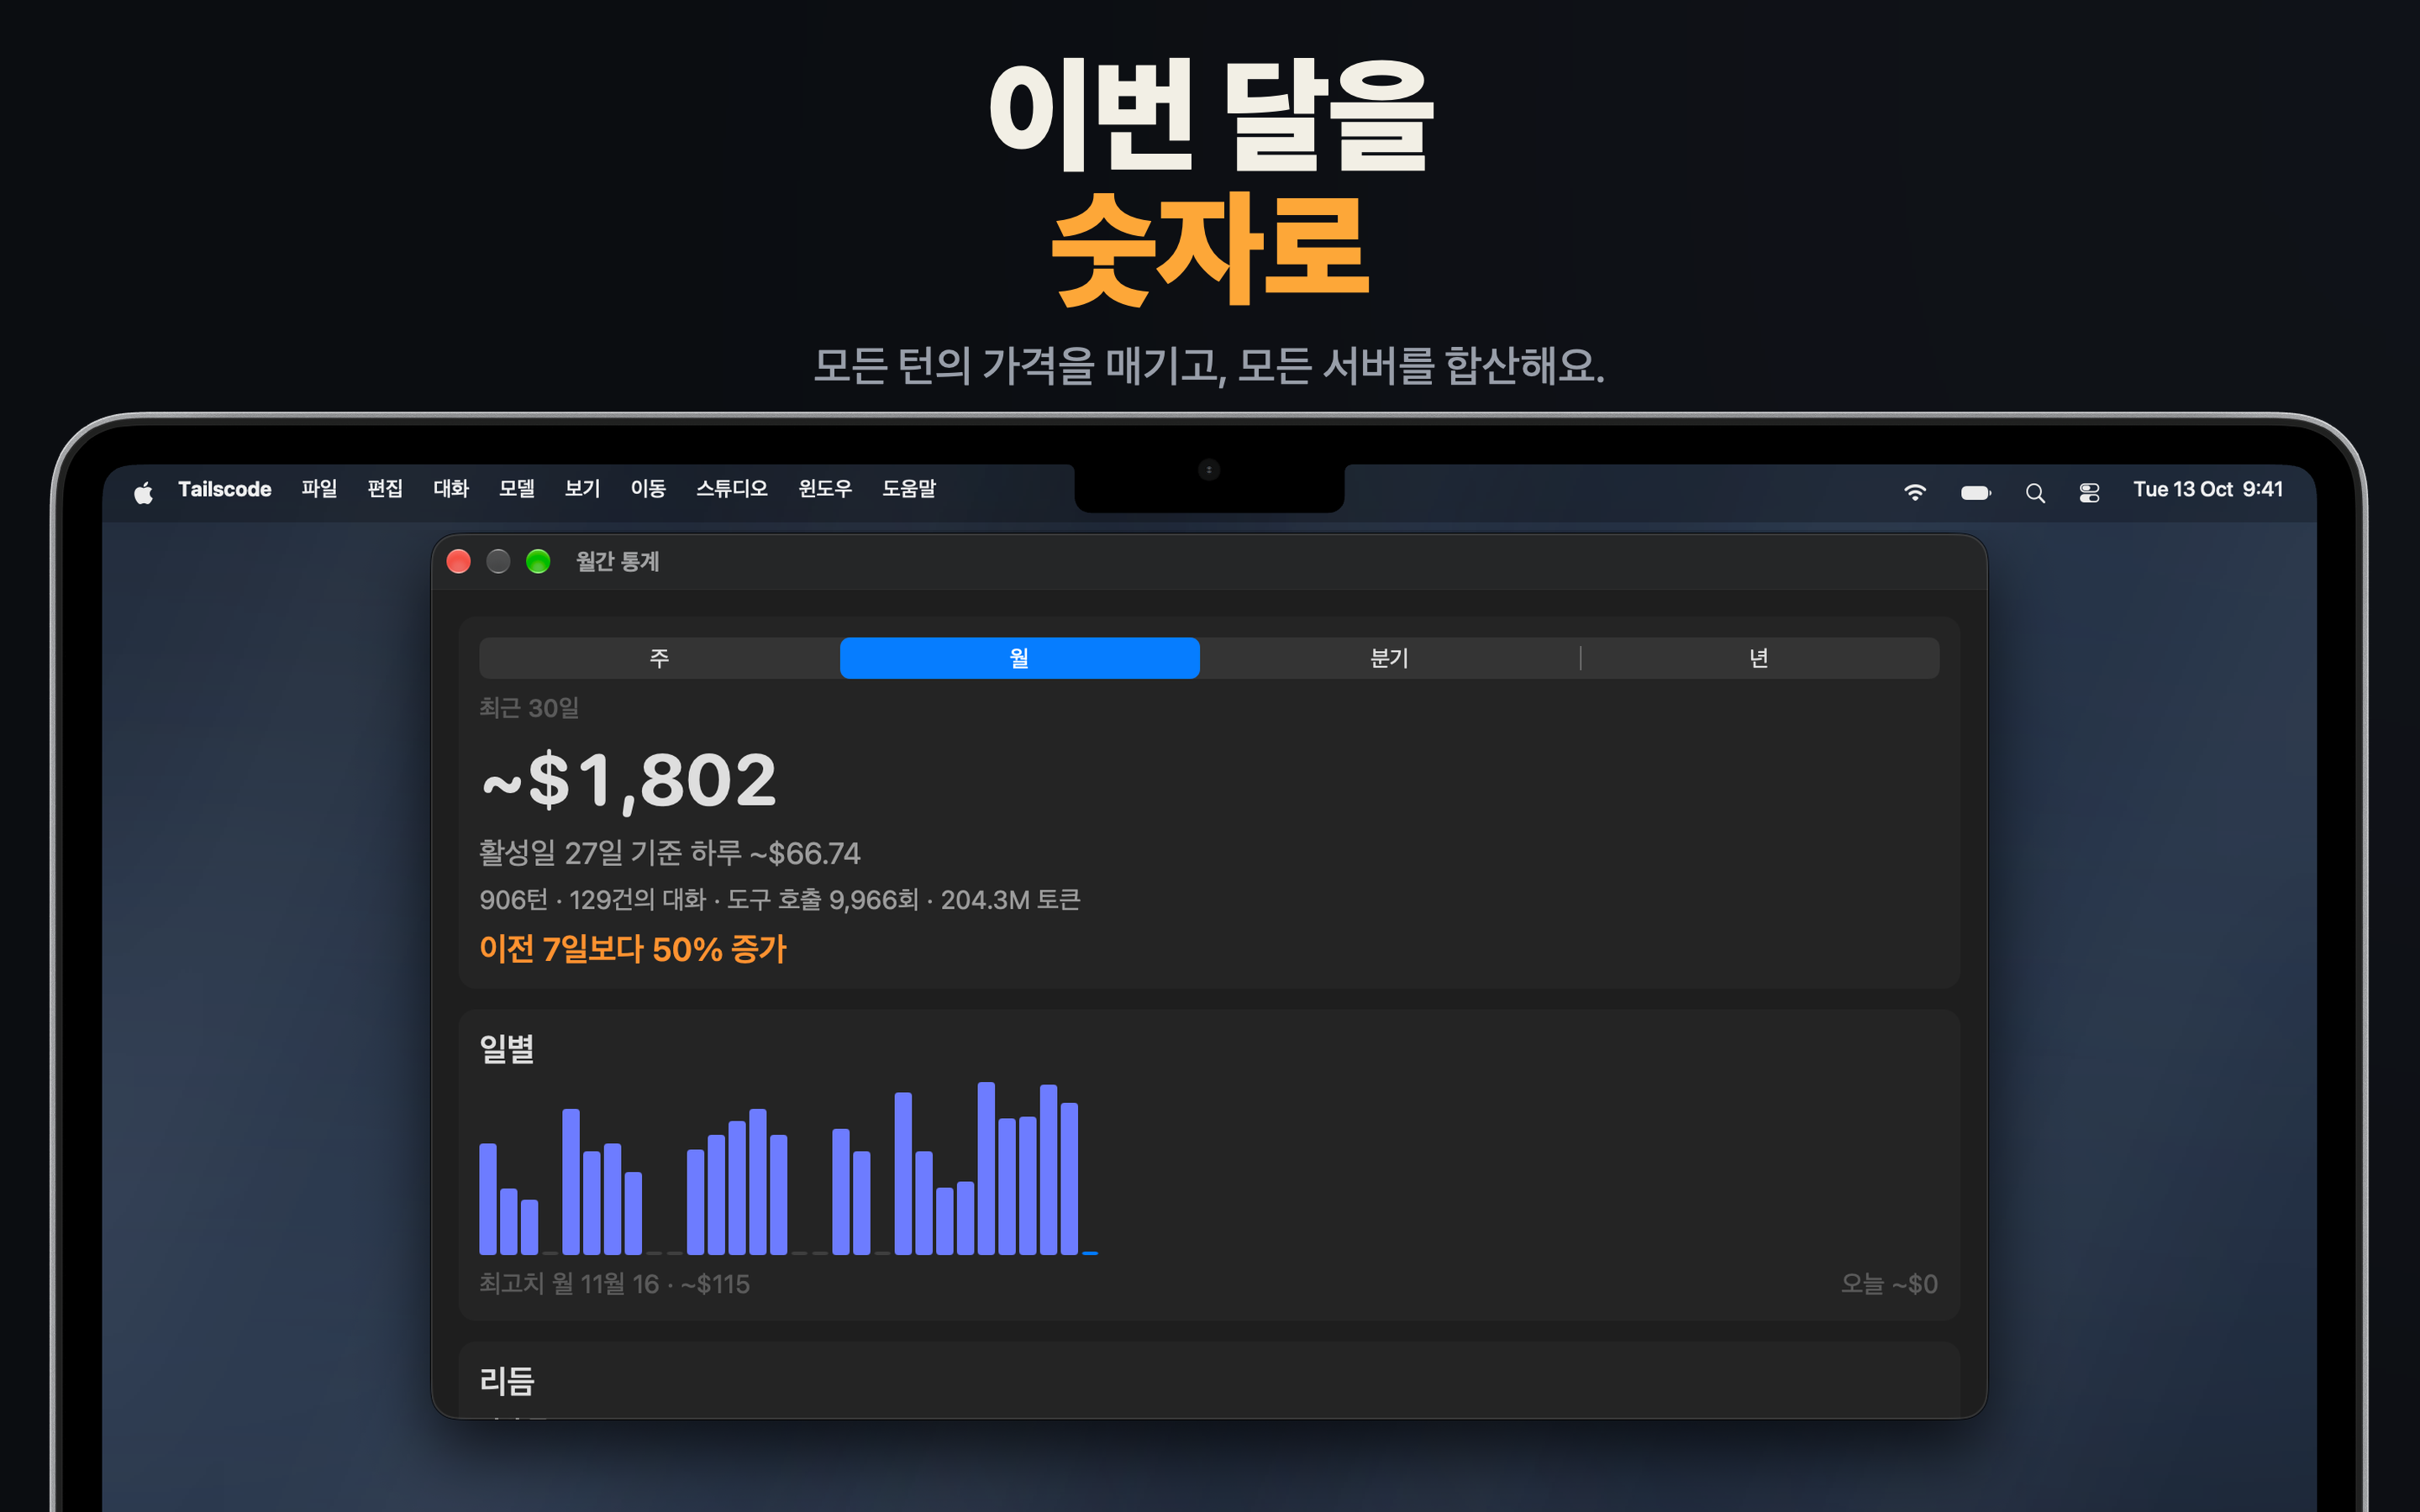 이번 달을
숫자로
모든 턴의 가격을 매기고, 모든 서버를 합산해요.
Tailscode 파일 편집 대화 모델 보기 이동 스튜디오 윈도우 도움말 Tue 13 Oct 9:41
월간 통계
주 월 분기 년
최근 30일
~$1,802
활성일 27일 기준 하루 ~$66.74
906턴 · 129건의 대화 · 도구 호출 9,966회 · 204.3M 토큰
이전 7일보다 50% 증가
일별
최고치 월 11월 16 · ~$115 오늘 ~$0
리듬